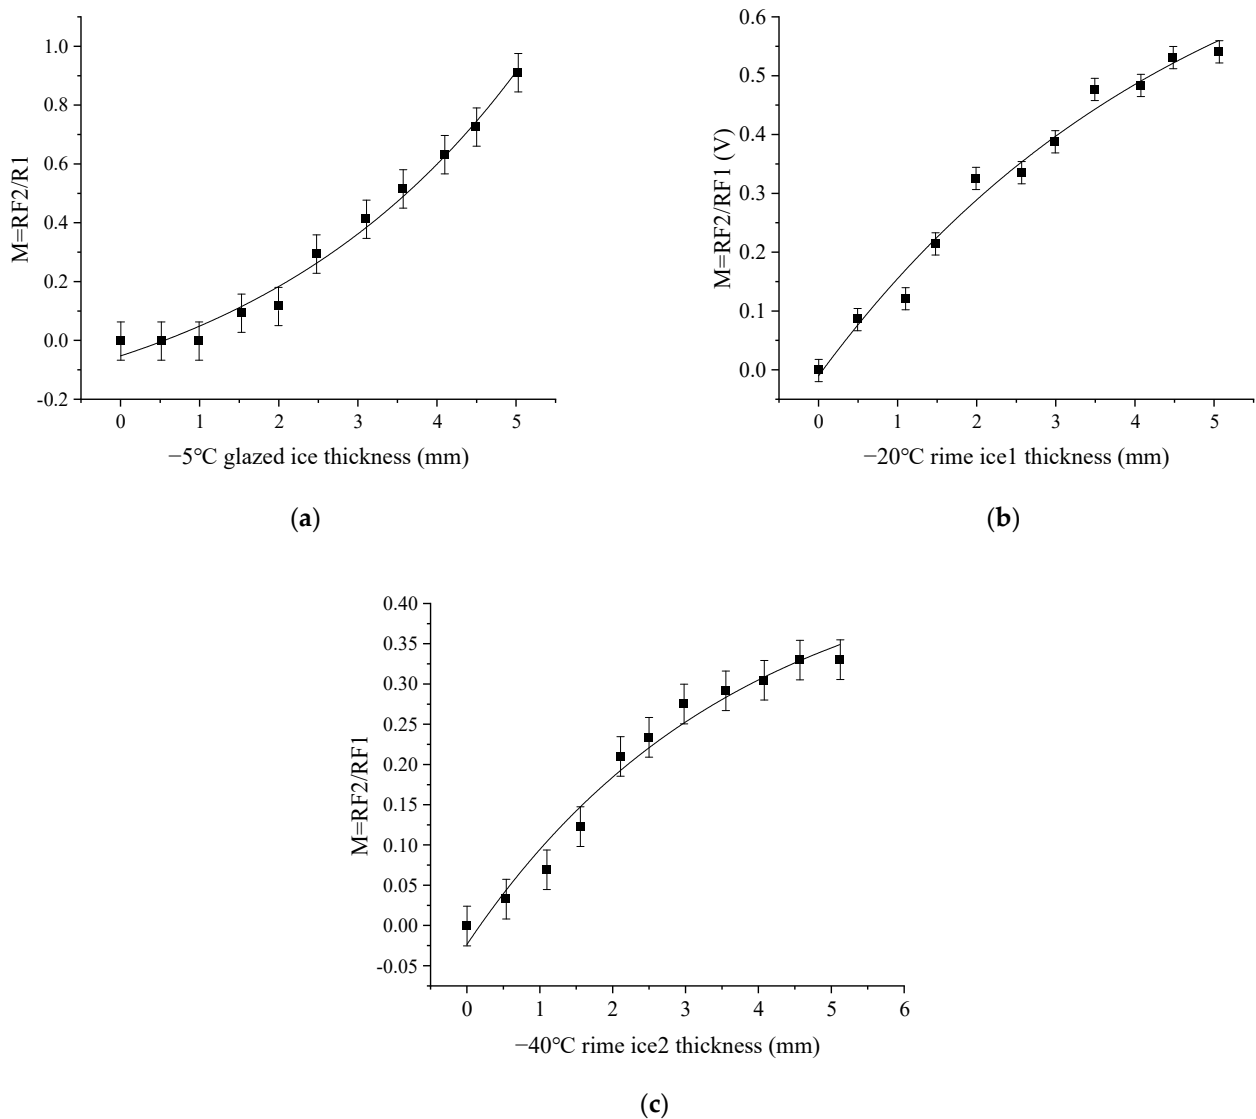 1.0
0.8
0.6
0.4
0.2
0.0
-0.2
M=RF2/R1
0 1 2 3 4 5
−5℃ glazed ice thickness (mm)
(a)
0.6
0.5
0.4
0.3
0.2
0.1
0.0
M=RF2/RF1 (V)
0 1 2 3 4 5
−20℃ rime ice1 thickness (mm)
(b)
0.40
0.35
0.30
0.25
0.20
0.15
0.10
0.05
0.00
-0.05
M=RF2/RF1
0 1 2 3 4 5 6
−40℃ rime ice2 thickness (mm)
(c)